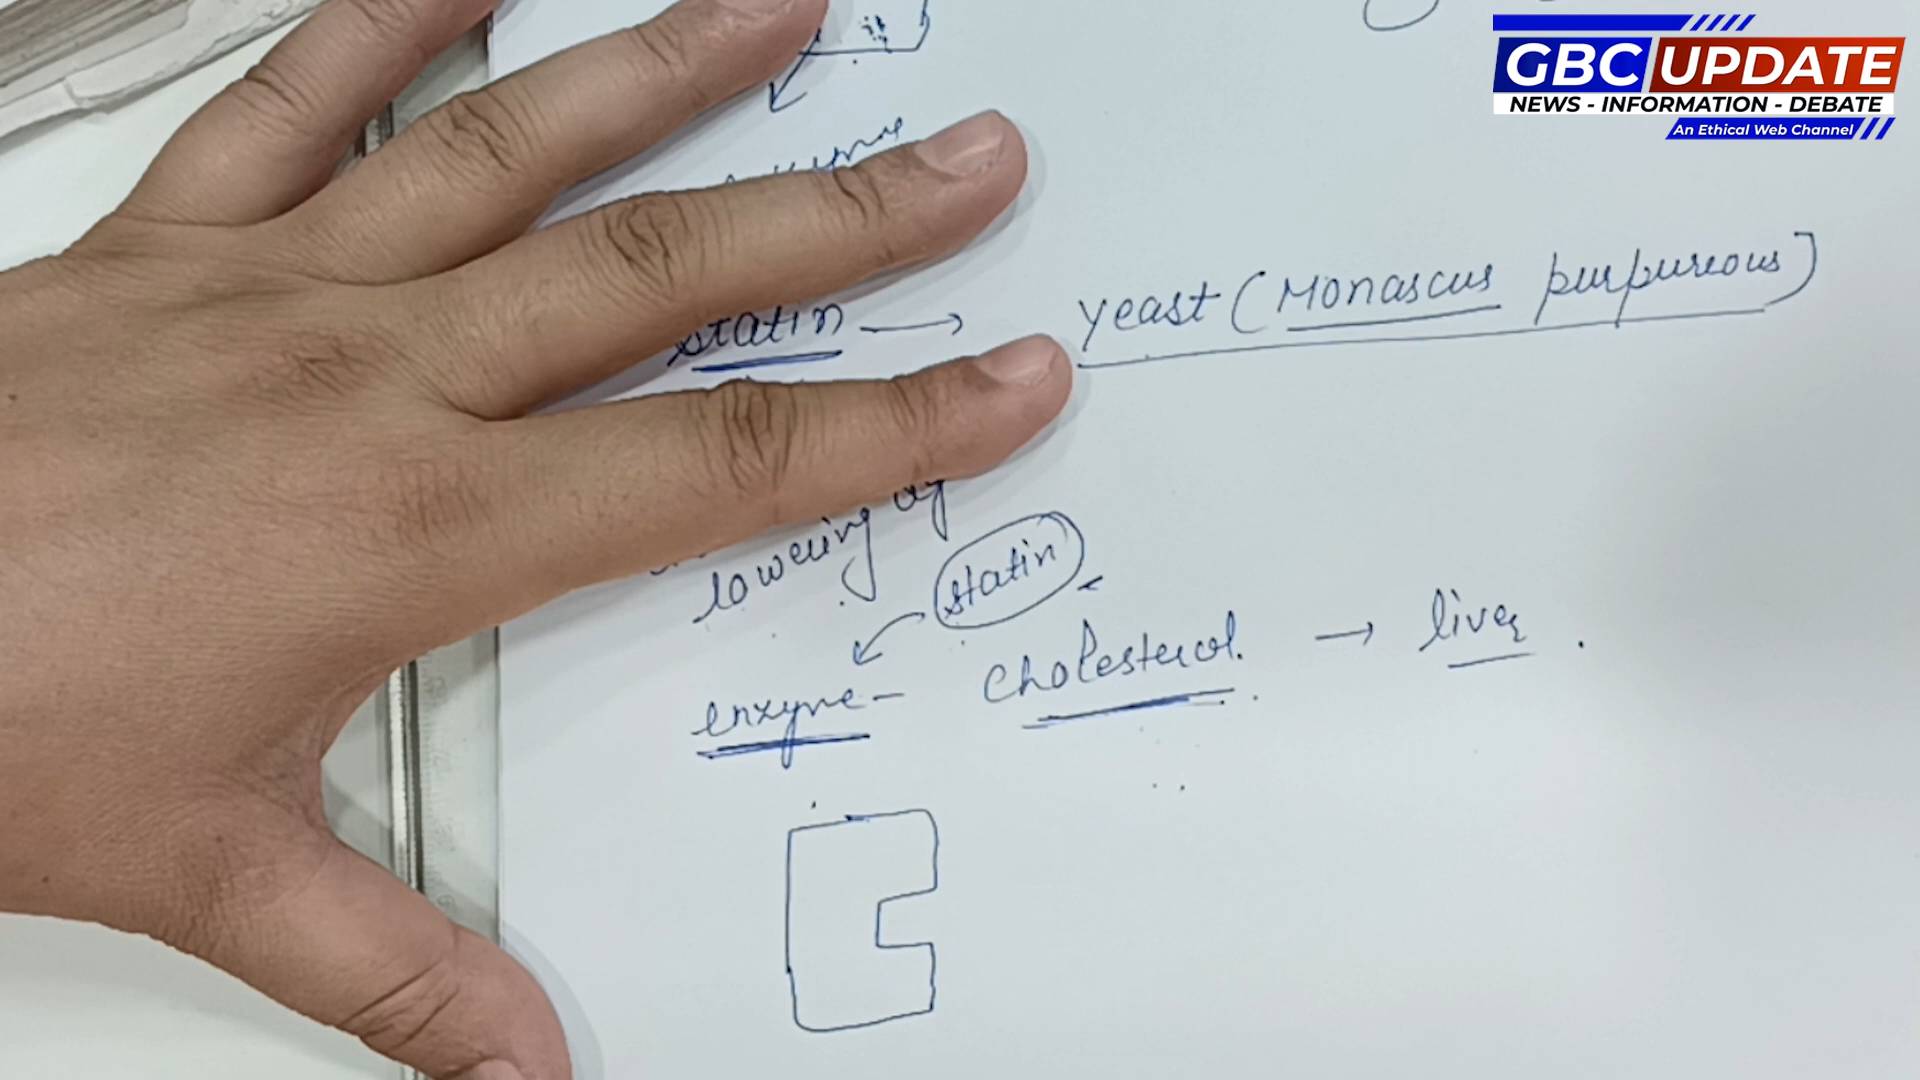 GBC UPDATE
NEWS - INFORMATION - DEBATE
An Ethical Web Channel
statin → yeast (Monascus purpureous)
lowering
statin
enzyme - cholesterol. → liver.